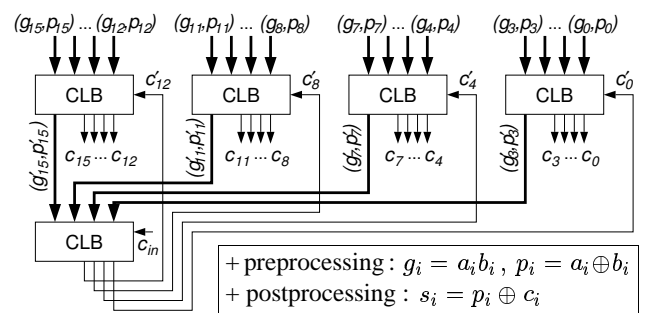 (g15,p15) ... (g12,p12) (g11,p11) ... (g8,p8) (g7,p7) ... (g4,p4) (g3,p3) ... (g0,p0)
CLB c'12 CLB c'8 CLB c'4 CLB c'0
(g'15,p'15) c15 ... c12 (g'11,p'11) c11 ... c8 (g'7,p'7) c7 ... c4 (g'3,p'3) c3 ... c0
CLB cin
+ preprocessing : gi = aibi , pi = ai⊕bi
+ postprocessing : si = pi ⊕ ci